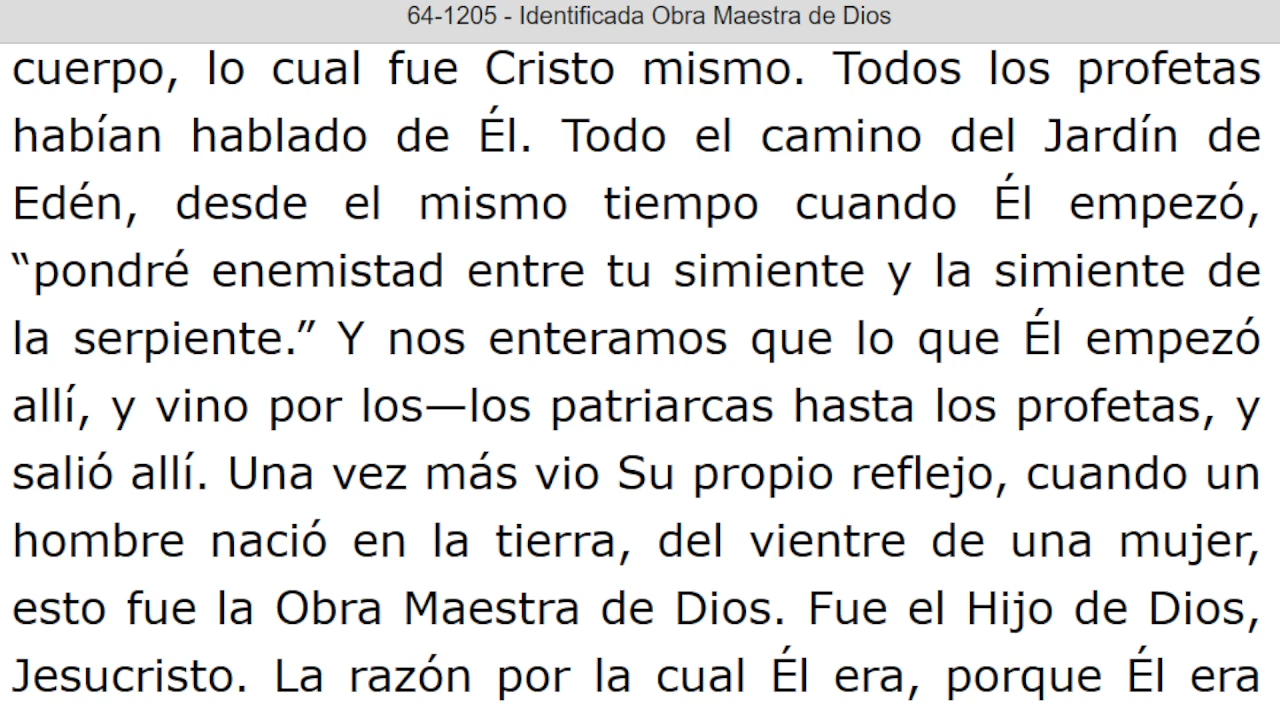 64-1205 - Identificada Obra Maestra de Dios
cuerpo, lo cual fue Cristo mismo. Todos los profetas
habían hablado de Él. Todo el camino del Jardín de
Edén, desde el mismo tiempo cuando Él empezó,
“pondré enemistad entre tu simiente y la simiente de
la serpiente.” Y nos enteramos que lo que Él empezó
allí, y vino por los—los patriarcas hasta los profetas, y
salió allí. Una vez más vio Su propio reflejo, cuando un
hombre nació en la tierra, del vientre de una mujer,
esto fue la Obra Maestra de Dios. Fue el Hijo de Dios,
Jesucristo. La razón por la cual Él era, porque Él era